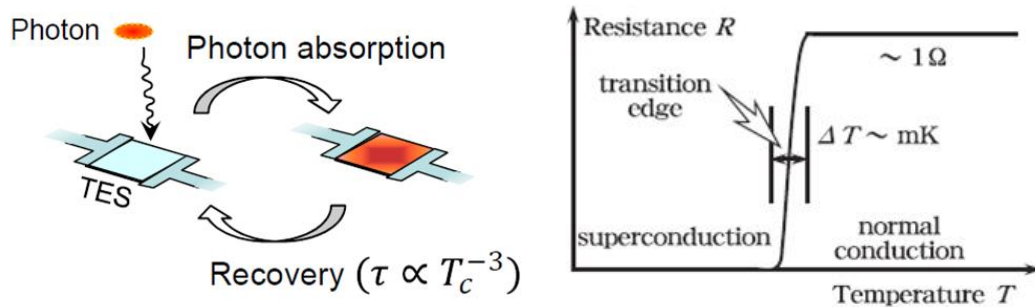 Photon
Photon absorption
TES
Recovery (τ ∝ T_c^{-3})
Resistance R
~ 1Ω
transition
edge
ΔT ~ mK
superconduction
normal
conduction
Temperature T